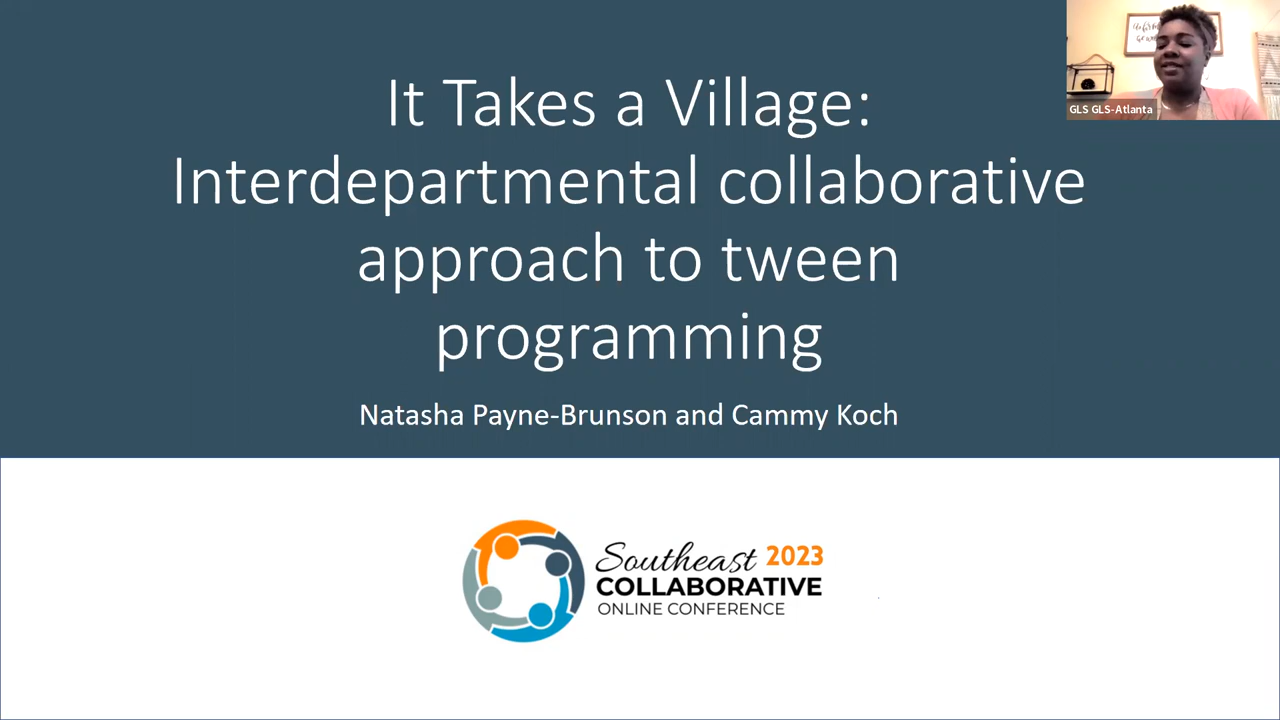 It Takes a Village:
Interdepartmental collaborative
approach to tween
programming
Natasha Payne-Brunson and Cammy Koch
Southeast 2023
COLLABORATIVE
ONLINE CONFERENCE
GLS GLS-Atlanta